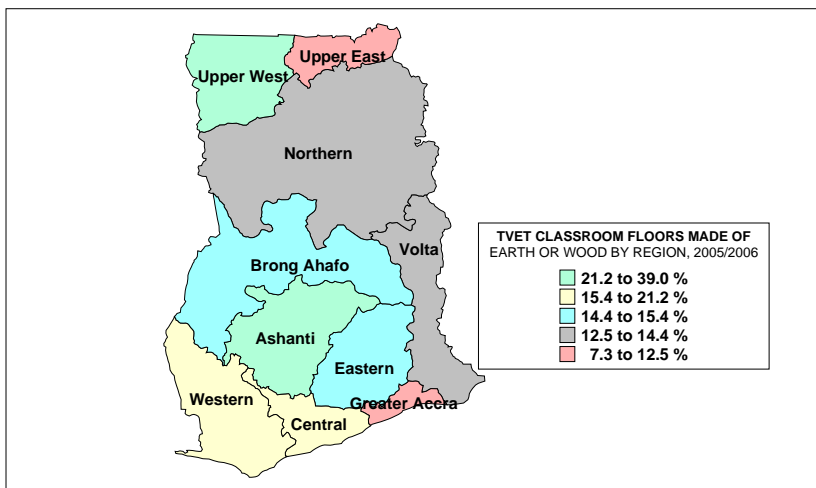 Upper East
Upper West
Northern
Volta
Brong Ahafo
Ashanti
Eastern
Western
Greater Accra
Central
TVET CLASSROOM FLOORS MADE OF
EARTH OR WOOD BY REGION, 2005/2006
21.2 to 39.0 %
15.4 to 21.2 %
14.4 to 15.4 %
12.5 to 14.4 %
7.3 to 12.5 %